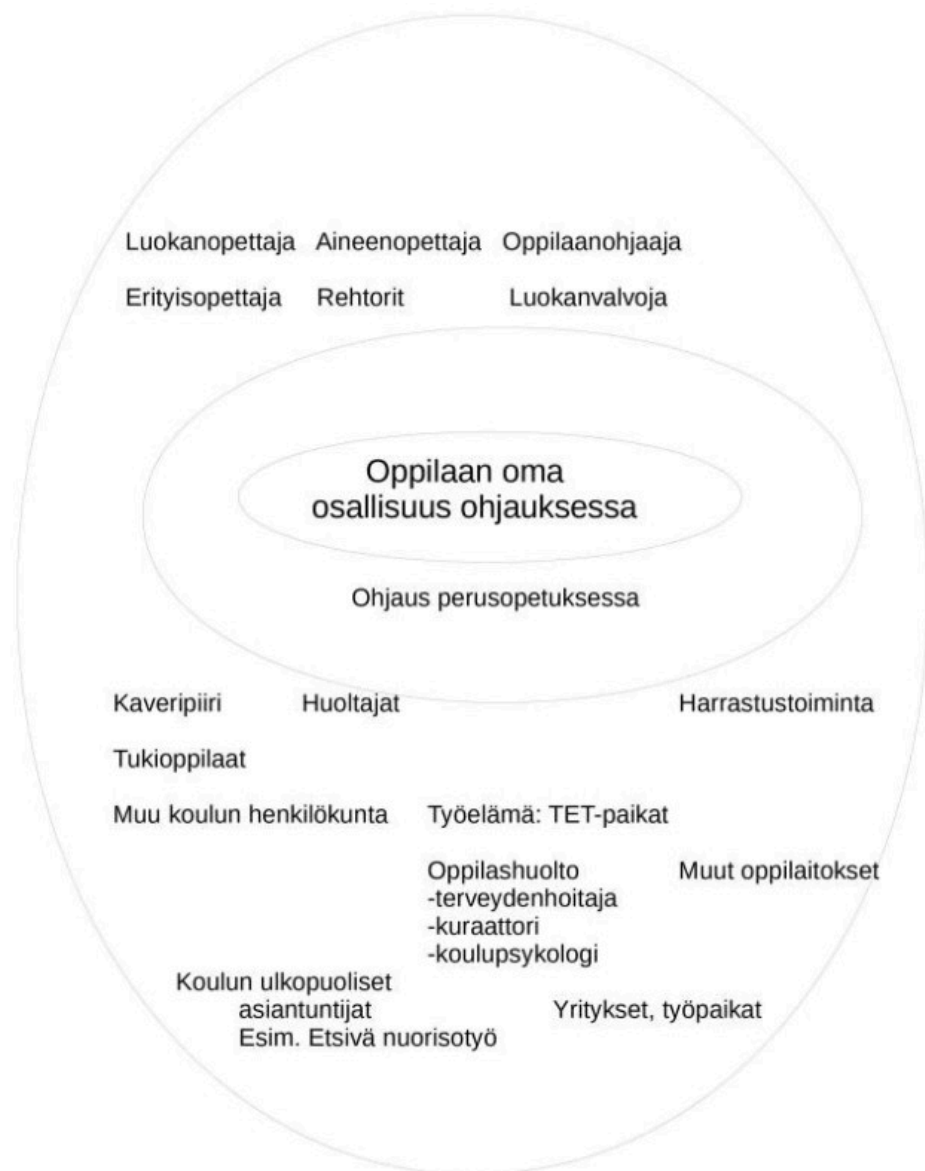 Luokanopettaja Aineenopettaja Oppilaanohjaaja
Erityisopettaja Rehtorit Luokanvalvoja
Oppilaan oma
osallisuus ohjauksessa
Ohjaus perusopetuksessa
Kaveripiiri Huoltajat Harrastustoiminta
Tukioppilaat
Muu koulun henkilökunta Työelämä: TET-paikat
Oppilashuolto Muut oppilaitokset
-terveydenhoitaja
-kuraattori
-koulupsykologi
Koulun ulkopuoliset
asiantuntijat Yritykset, työpaikat
Esim. Etsivä nuorisotyö